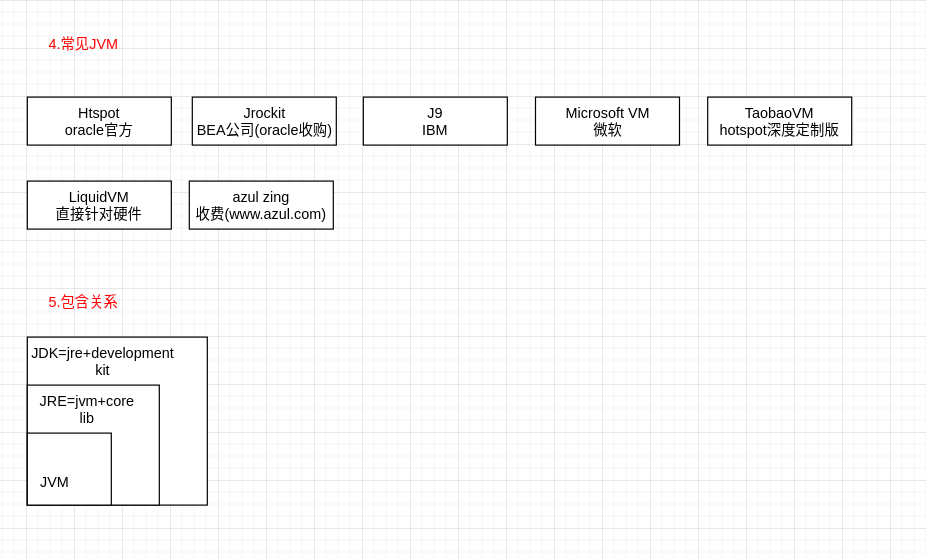 4.常见JVM
Htspot
oracle官方
Jrockit
BEA公司(oracle收购)
J9
IBM
Microsoft VM
微软
TaobaoVM
hotspot深度定制版
LiquidVM
直接针对硬件
azul zing
收费(www.azul.com)
5.包含关系
JDK=jre+development
kit
JRE=jvm+core
lib
JVM